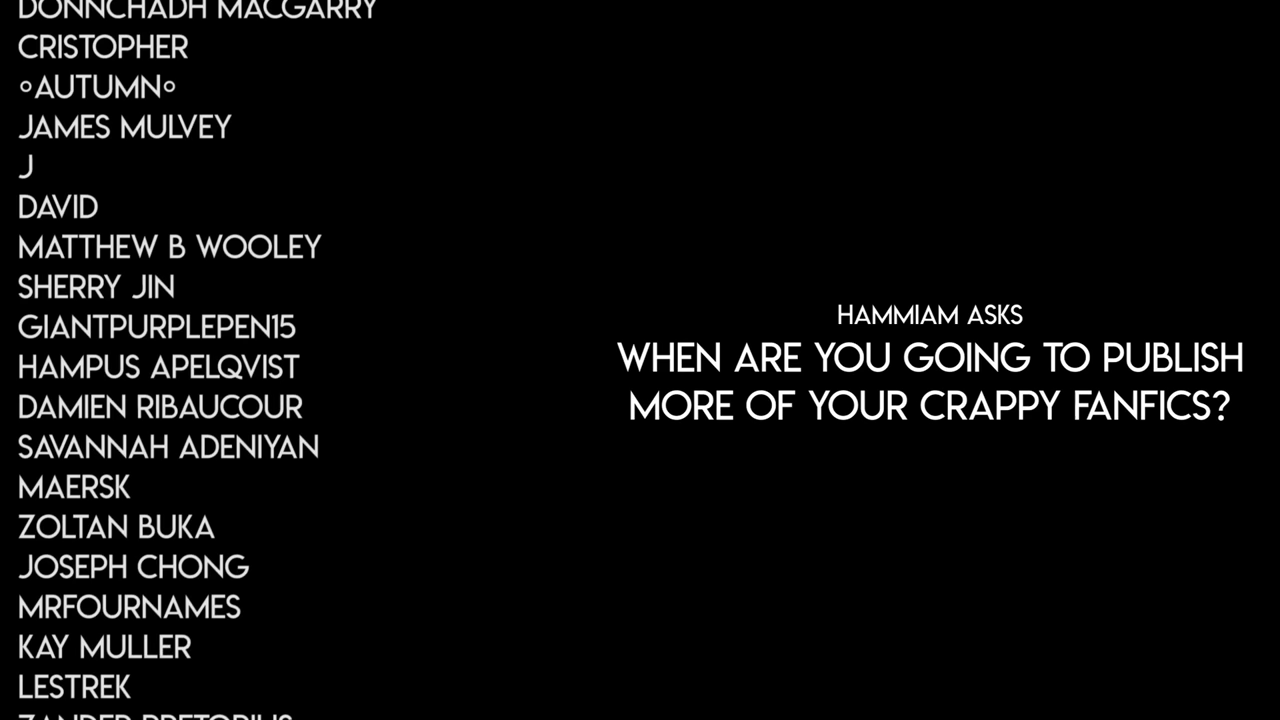 DONNCHADH MACGARRY
CRISTOPHER
°AUTUMN°
JAMES MULVEY
J
DAVID
MATTHEW B WOOLEY
SHERRY JIN
GIANTPURPLEPEN15
HAMPUS APELQVIST
DAMIEN RIBAUCOUR
SAVANNAH ADENIYAN
MAERSK
ZOLTAN BUKA
JOSEPH CHONG
MRFOURNAMES
KAY MULLER
LESTREK
ZANDER PRETORIUS
HAMMIAM ASKS
WHEN ARE YOU GOING TO PUBLISH
MORE OF YOUR CRAPPY FANFICS?